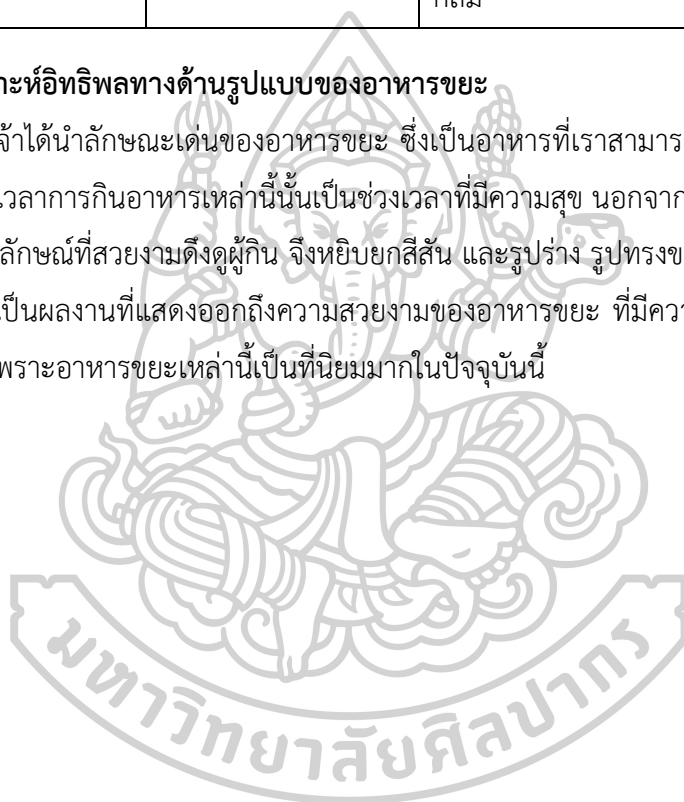 าะห์อิทธิพลทางด้านรูปแบบของอาหารขยะ
จ้าได้นำลักษณะเด่นของอาหารขยะ ซึ่งเป็นอาหารที่เราสามาร
เวลาการกินอาหารเหล่านี้นั้นเป็นช่วงเวลาที่มีความสุข นอกจาก
ลักษณ์ที่สวยงามดึงดูผู้กิน จึงหยิบยกสีสัน และรูปร่าง รูปทรงข
เป็นผลงานที่แสดงออกถึงความสวยงามของอาหารขยะ ที่มีควา
พราะอาหารขยะเหล่านี้เป็นที่นิยมมากในปัจจุบันนี้
มหาวิทยาลัยศิลปากร